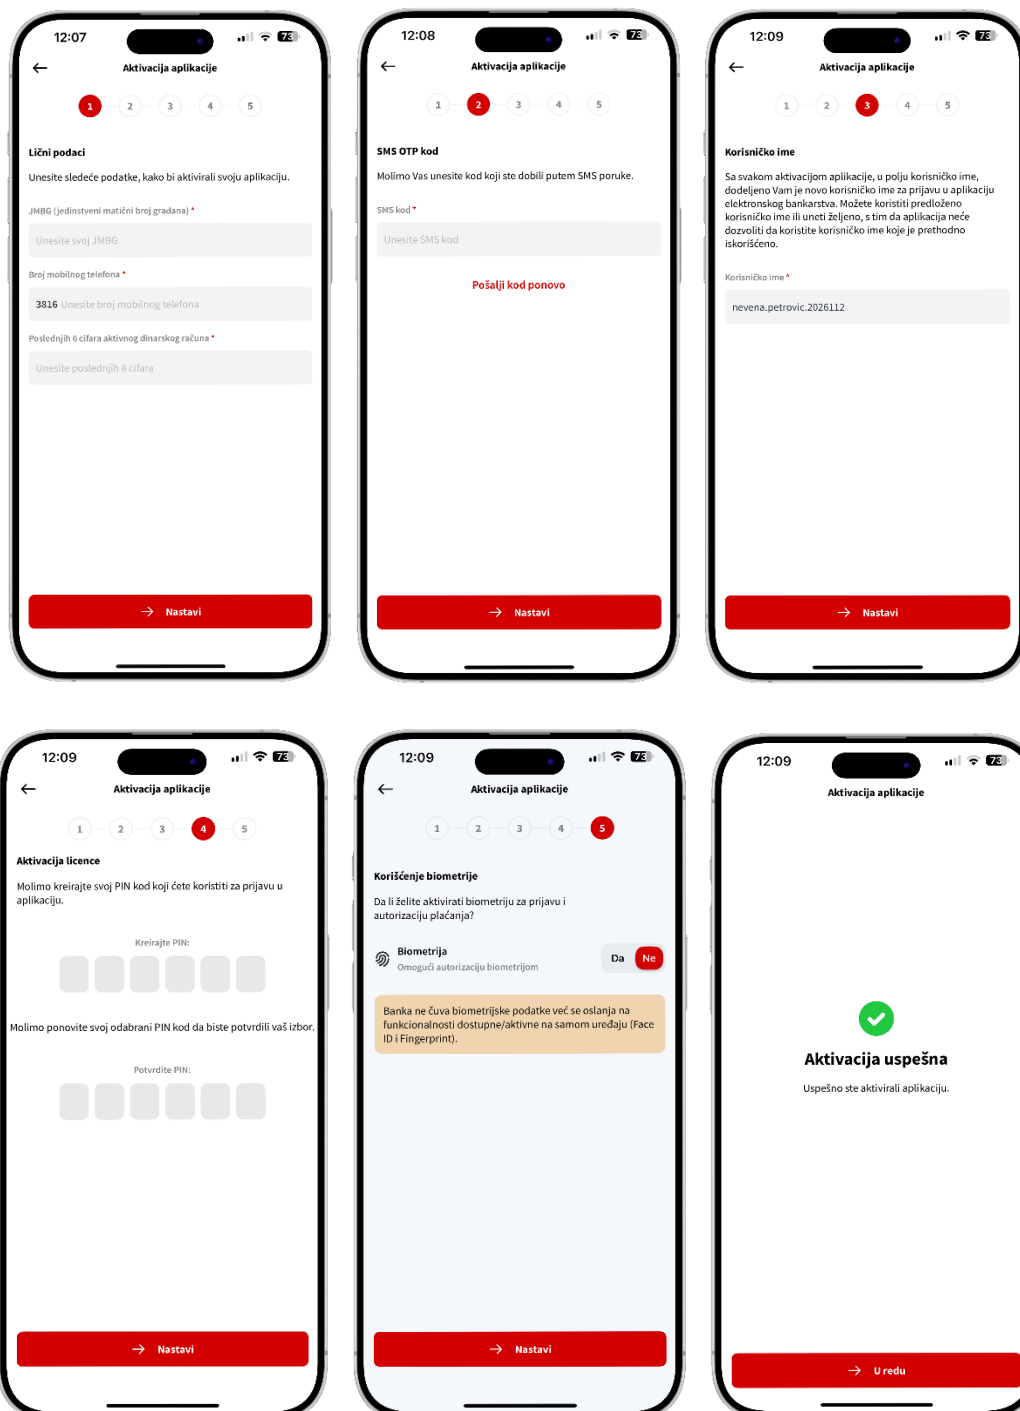 12:07
73
Aktivacija aplikacije
1 2 3 4 5
Lični podaci
Unesite sledeće podatke, kako bi aktivirali svoju aplikaciju.
JMBG (jedinstveni matični broj građana) *
Unesite svoj JMBG
Broj mobilnog telefona *
3816 Unesite broj mobilnog telefona
Poslednjih 6 cifara aktivnog dinarskog računa *
Unesite poslednjih 6 cifara
Nastavi
12:08
73
Aktivacija aplikacije
1 2 3 4 5
SMS OTP kod
Molimo Vas unesite kod koji ste dobili putem SMS poruke.
SMS kod *
Unesite SMS kod
Pošalji kod ponovo
Nastavi
12:09
73
Aktivacija aplikacije
1 2 3 4 5
Korisničko ime
Sa svakom aktivacijom aplikacije, u polju korisničko ime,
dodeljeno Vam je novo korisničko ime za prijavu u aplikaciju
elektronskog bankarstva. Možete koristiti predloženo
korisničko ime ili uneti željeno, s tim da aplikacija neće
dozvoliti da koristite korisničko ime koje je prethodno
iskorišćeno.
Korisničko ime *
nevena.petrovic.2026112
Nastavi
12:09
73
Aktivacija aplikacije
1 2 3 4 5
Aktivacija licence
Molimo kreirajte svoj PIN kod koji ćete koristiti za prijavu u
aplikaciju.
Kreirajte PIN:
Molimo ponovite svoj odabrani PIN kod da biste potvrdili vaš izbor.
Potvrdite PIN:
Nastavi
12:09
73
Aktivacija aplikacije
1 2 3 4 5
Korišćenje biometrije
Da li želite aktivirati biometriju za prijavu i
autorizaciju plaćanja?
Biometrija
Omogući autorizaciju biometrijom
Da Ne
Banka ne čuva biometrijske podatke već se oslanja na
funkcionalnosti dostupne/aktivne na samom uređaju (Face
ID i Fingerprint).
Nastavi
12:09
73
Aktivacija aplikacije
Aktivacija uspešna
Uspešno ste aktivirali aplikaciju.
U redu